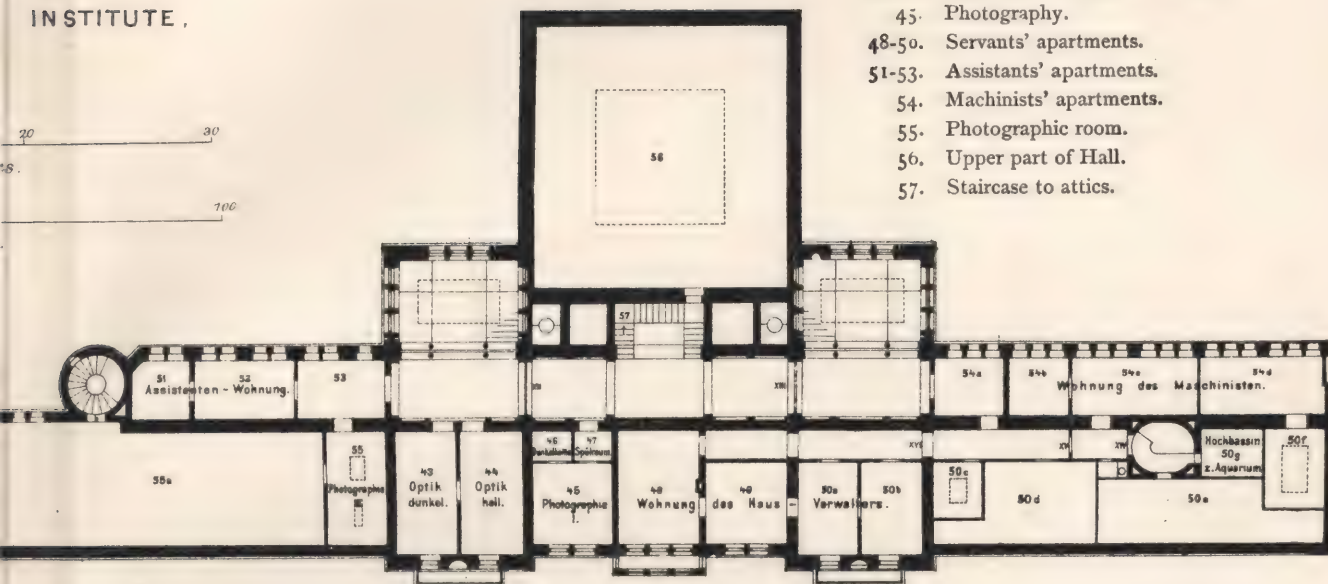 INSTITUTE,
45. Photography.
48-50. Servants' apartments.
51-53. Assistants' apartments.
54. Machinists' apartments.
55. Photographic room.
56. Upper part of Hall.
57. Staircase to attics.
20 30
100
56
57
51 52 53
Assistenten - Wohnung.
54a 54b 54c 54d
Wohnung des Maschinisten.
55a
55
Photographie
43
Optik
dunkel.
44
Optik
hell.
46 47
Spülraum.
45
Photographie
I.
48 49 50a 50b
Wohnung des Haus - Verwalters.
XVI
50c
50d
50e
Hochbassin
50g
z. Aquarium
50f